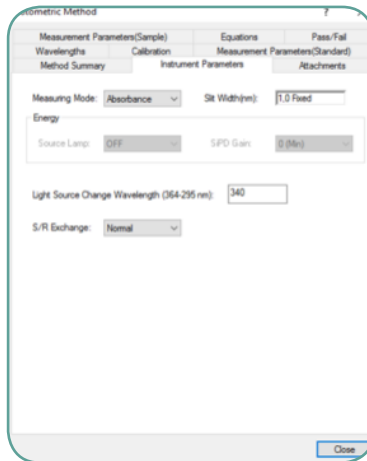 otometric Method ?
Measurement Parameters(Sample) Equations Pass/Fail
Wavelengths Calibration Measurement Parameters(Standard)
Method Summary Instrument Parameters Attachments
Measuring Mode: Absorbance Slit Width(nm): 1,0 Fixed
Energy
Source Lamp: OFF SiPD Gain: 0 (Min)
Light Source Change Wavelength (364-295 nm): 340
S/R Exchange: Normal
Close